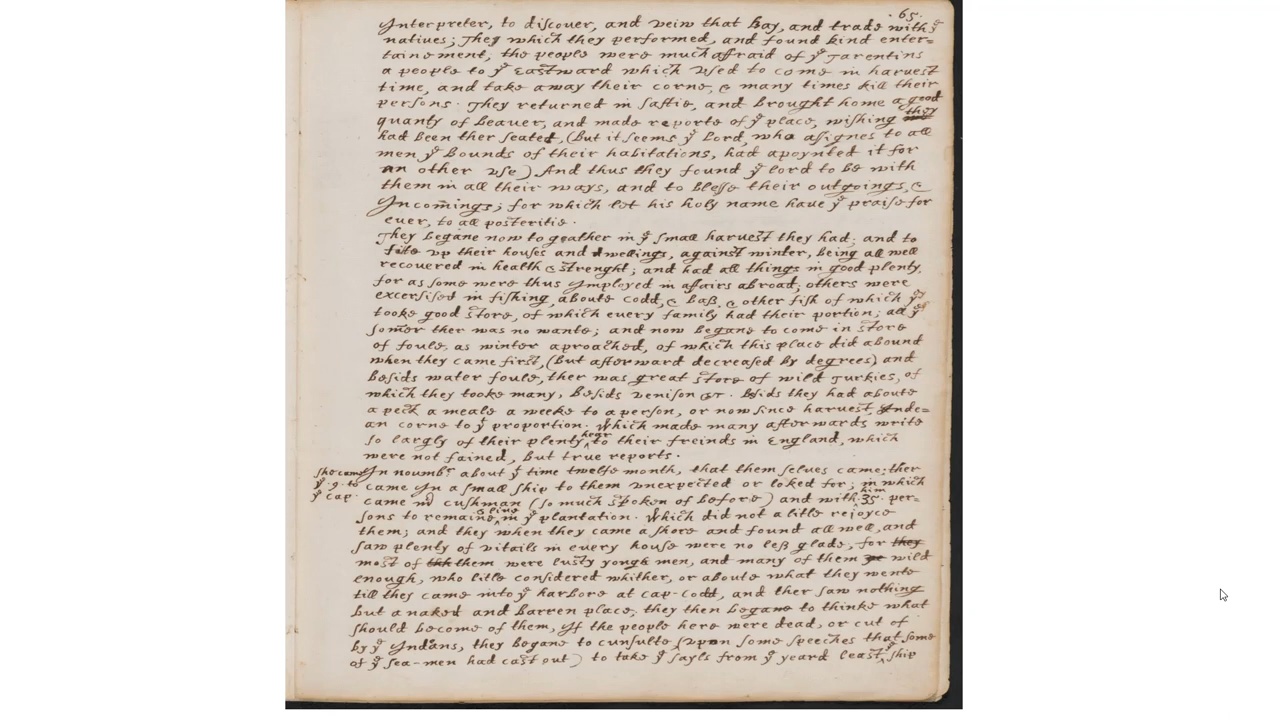 .65.
Interpreter, to discover, and veiw that Bay, and trade with yᵉ
natives; They which they performed, and found kind enter=
tainement, the people were much affraid of yᵉ Tarentins
a people to yᵉ eastward which used to come in harvest
time, and take away their corne, & many times kill their
persons. They returned in saftie, and brought home a good
quanty of beaver, and made reporte of yᵉ place, wishing they
had been ther seated, (but it seems yᵉ Lord, who assignes to all
men yᵉ bounds of their habitations, had apoynted it for
an other use) And thus they found yᵉ lord to be with
them in all their ways, and to blesse their outgoings, &
Incom̄ings; for which let his holy name have yᵉ praise for
ever, to all posteritie.
They begane now to gather in yᵉ small harvest they had; and to
fitte up their houses and dwellings, against winter, being all well
recovered in health & strenght; and had all things in good plenty,
for as some were thus Imployed in affairs abroad; others were
excersised in fishing, aboute codd, & bass, & other fish of which yᵉʸ
tooke good store, of which every family had their portion; all yᵉ
som̄er ther was no wante; and now begane to come in store
of foule, as winter aproached, of which this place did abound
when they came first, (but afterward decreased by degrees) and
besids water foule, ther was great store of wild Turkies, of
which they tooke many, besids venison &c. Bsids they had aboute
a peck a meale a weeke to a person, or now since harvest, Inde=
an corne to yᵗ proportion. Which made many afterwards write
so largly of their plenty hear to their freinds in England, which
were not fained, but true reports.
she came
yᵉ .9. to
yᵉ cap
In novmbʳ about yᵗ time twelfe month, that them selves came; ther
came In a small ship to them unexpected or loked for; in which
came mʳ cushman (so much spoken of before) and with him 35. per=
sons to remaine & live in yᵉ plantation. Which did not a litle rejoyce
them; and they when they came a shore and found all well, and
saw plenty of vitails in every house were no less glade, for they
most of them were lusty yonge men, and many of them wild
enough, who litle considered whither, or aboute what they wente
till they came into yᵉ harbore at cap-codd, and ther saw nothing
but a naked and barren place; they then begane to thinke what
should become of them, If the people here were dead, or cut of
by yᵉ Indans, they begane to cunsulte (upon some speeches that some
of yᵉ sea-men had cast out) to take yᵉ sayls from yᵉ yeard least yᵉ ship